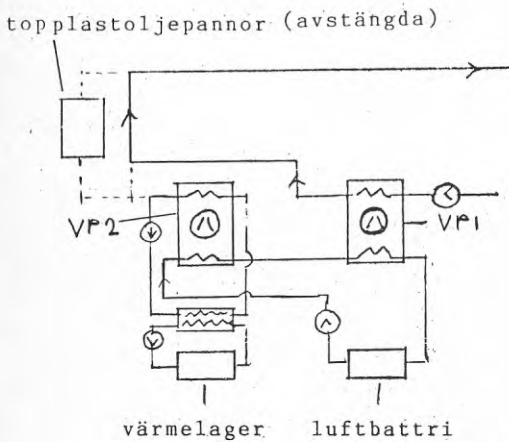 topplastoljepannor (avstängda)
VP2
VP1
värmelager
luftbattri